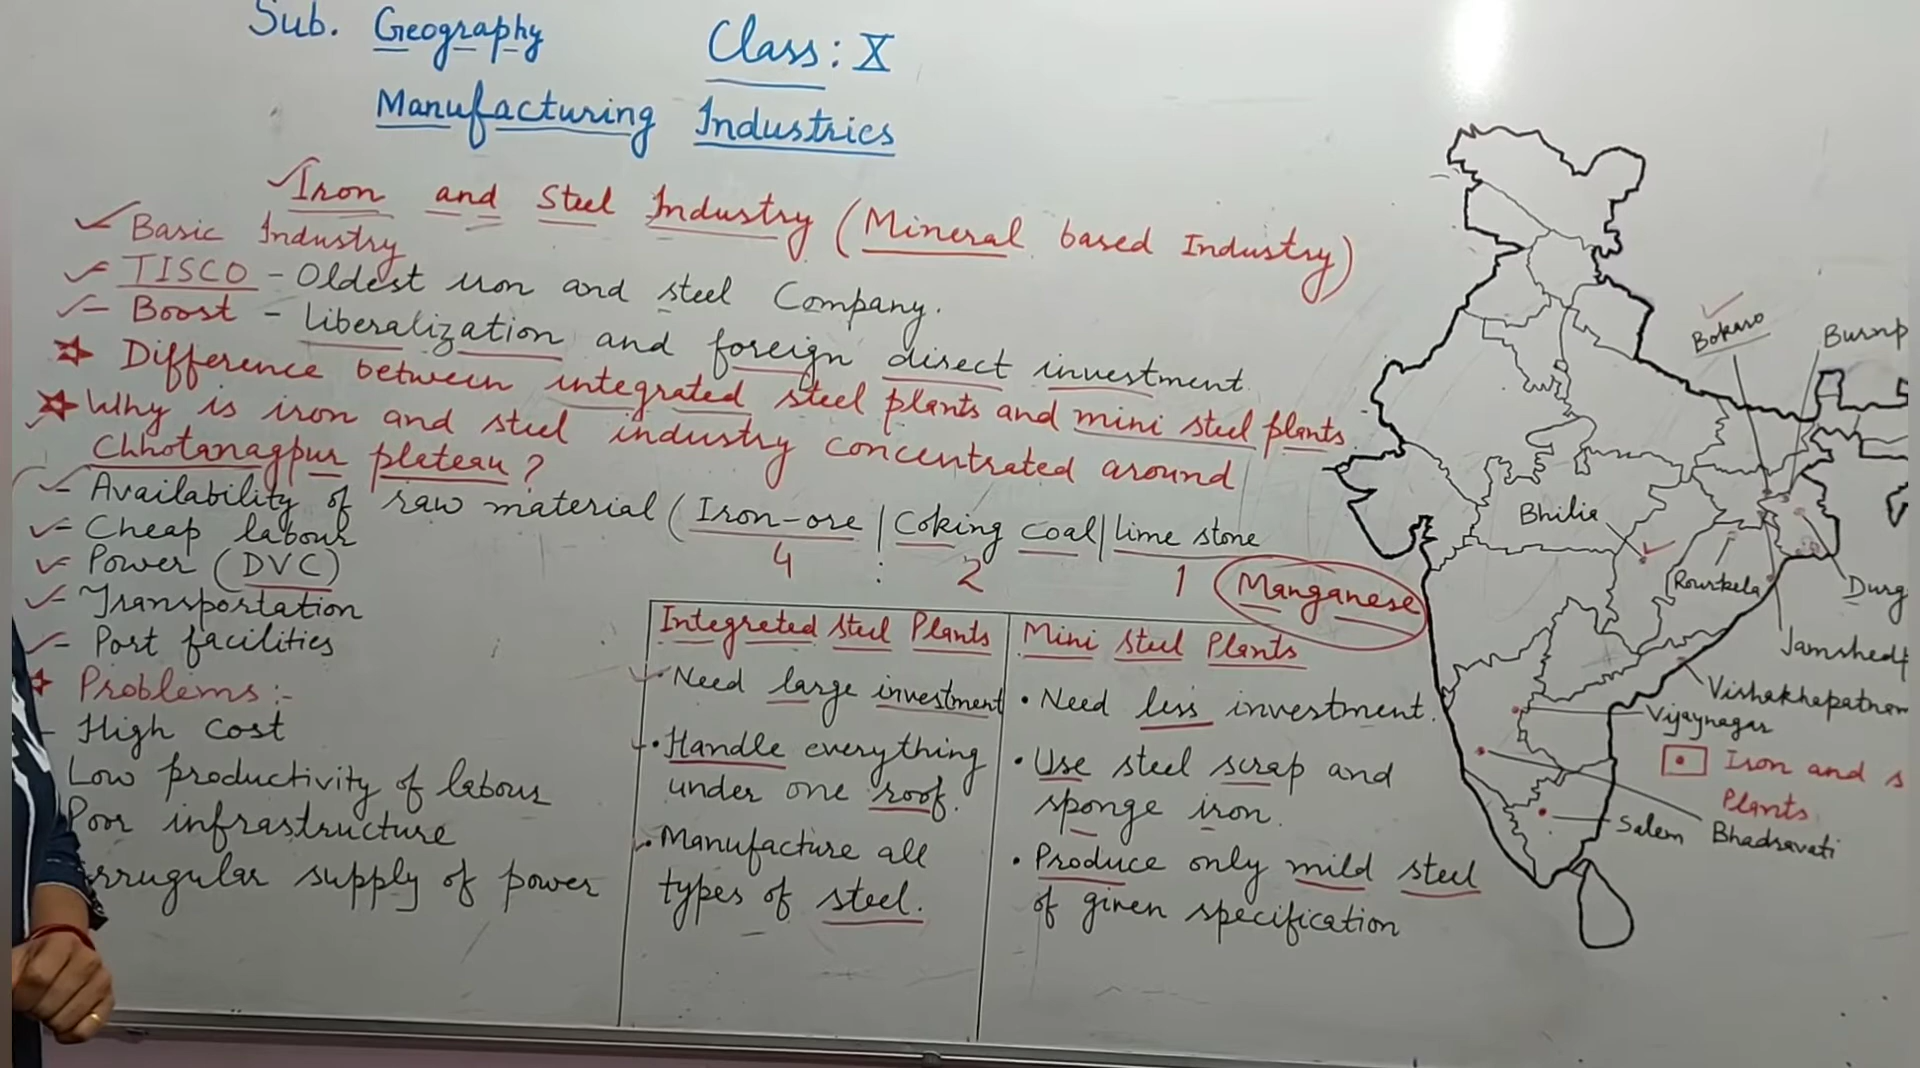 Sub. Geography Class: X
Manufacturing Industries
Iron and Steel Industry (Mineral based Industry)
Basic Industry
TISCO - Oldest iron and steel Company.
- Boost - liberalization and foreign direct investment
Difference between integrated steel plants and mini steel plants
Why is iron and steel industry concentrated around
Chhotanagpur plateau?
- Availability of raw material (Iron-ore | Coking coal | lime stone
4 : 2 1 Manganese
- Cheap labour
- Power (DVC)
- Transportation
- Port facilities
Problems :-
- High cost
Low productivity of labour
Poor infrastructure
irrugular supply of power
Integreted steel Plants
Need large investment
• Handle everything
under one roof.
• Manufacture all
types of steel.
Mini Steel Plants
• Need less investment.
• Use steel scrap and
sponge iron.
• Produce only mild steel
of given specification
Bokaro
Burnp
Bhilia
Rourkela
Durg
Jamshedp
Vishakhapatnam
Vijaynagar
Iron and s
Plants
Salem
Bhadravati